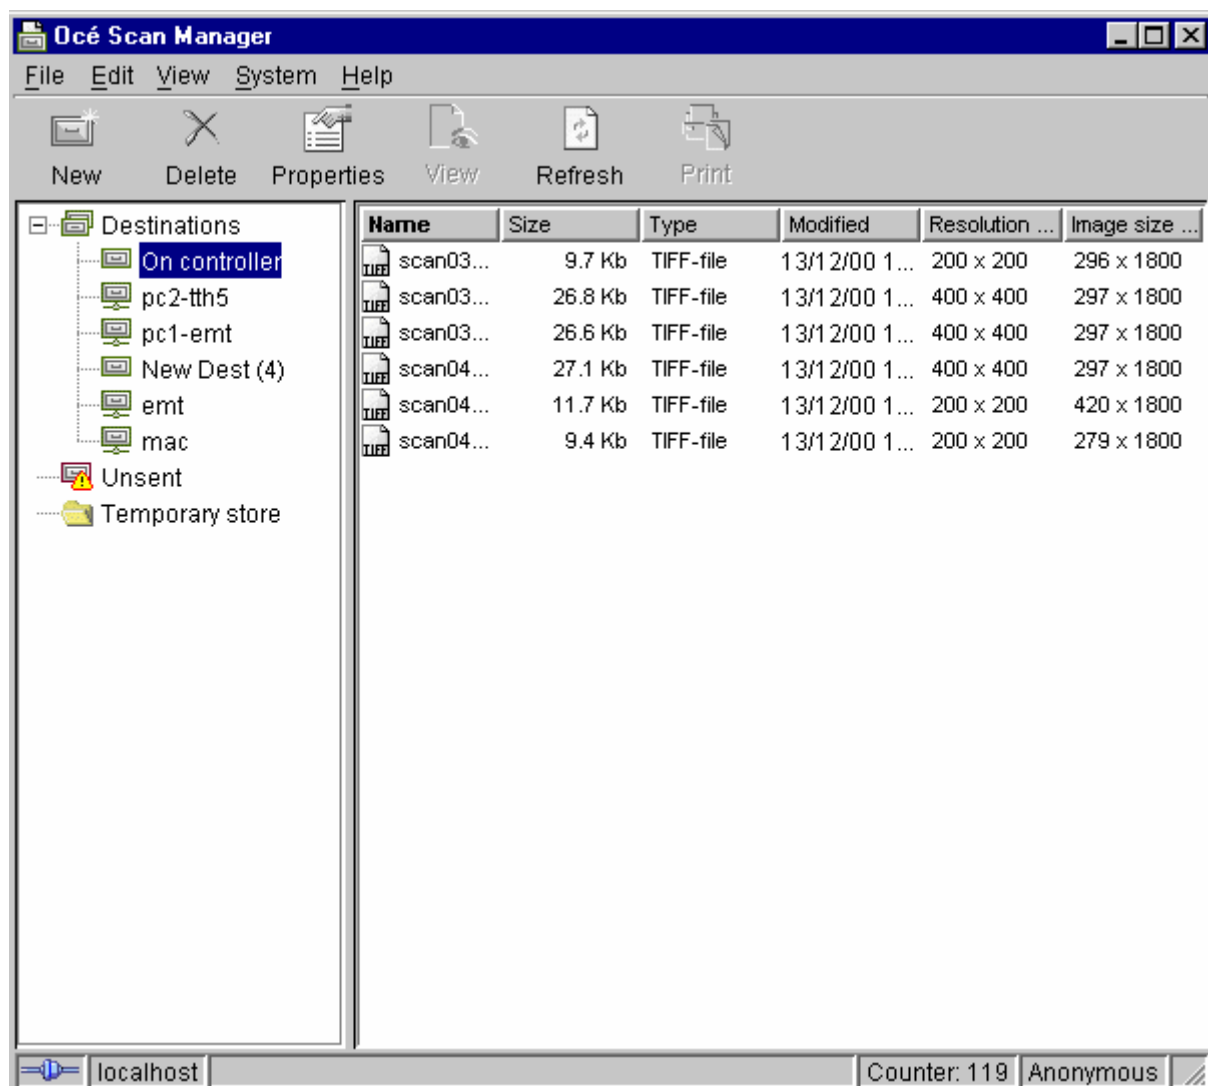 Océ Scan Manager
File Edit View System Help
New Delete Properties View Refresh Print
Destinations
On controller
pc2-tth5
pc1-emt
New Dest (4)
emt
mac
Unsent
Temporary store
Name Size Type Modified Resolution ... Image size ...
TIFF scan03... 9.7 Kb TIFF-file 13/12/00 1... 200 x 200 296 x 1800
TIFF scan03... 26.8 Kb TIFF-file 13/12/00 1... 400 x 400 297 x 1800
TIFF scan03... 26.6 Kb TIFF-file 13/12/00 1... 400 x 400 297 x 1800
TIFF scan04... 27.1 Kb TIFF-file 13/12/00 1... 400 x 400 297 x 1800
TIFF scan04... 11.7 Kb TIFF-file 13/12/00 1... 200 x 200 420 x 1800
TIFF scan04... 9.4 Kb TIFF-file 13/12/00 1... 200 x 200 279 x 1800
localhost Counter: 119 Anonymous